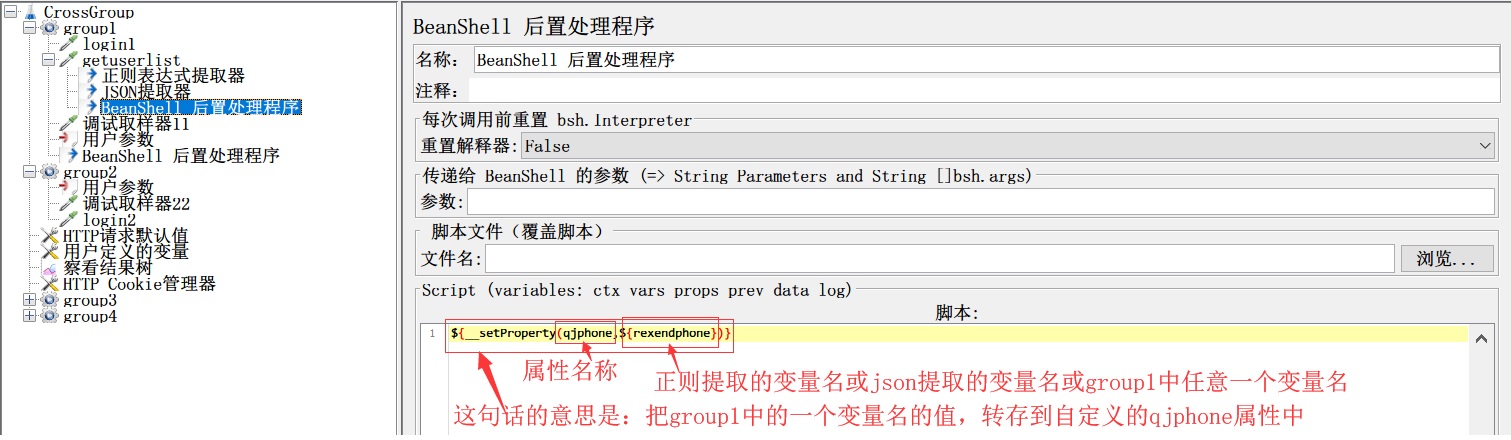 CrossGroup
group1
login1
getuserlist
正则表达式提取器
JSON提取器
BeanShell 后置处理程序
调试取样器11
用户参数
BeanShell 后置处理程序
group2
用户参数
调试取样器22
login2
HTTP请求默认值
用户定义的变量
察看结果树
HTTP Cookie管理器
group3
group4
BeanShell 后置处理程序
名称: BeanShell 后置处理程序
注释:
每次调用前重置 bsh.Interpreter
重置解释器: False
传递给 BeanShell 的参数 (=> String Parameters and String []bsh.args)
参数:
脚本文件（覆盖脚本）
文件名: 浏览...
Script (variables: ctx vars props prev data log)
脚本:
1 ${__setProperty(qjphone,${rexendphone})}
属性名称
正则提取的变量名或json提取的变量名或group1中任意一个变量名
这句话的意思是：把group1中的一个变量名的值，转存到自定义的qjphone属性中